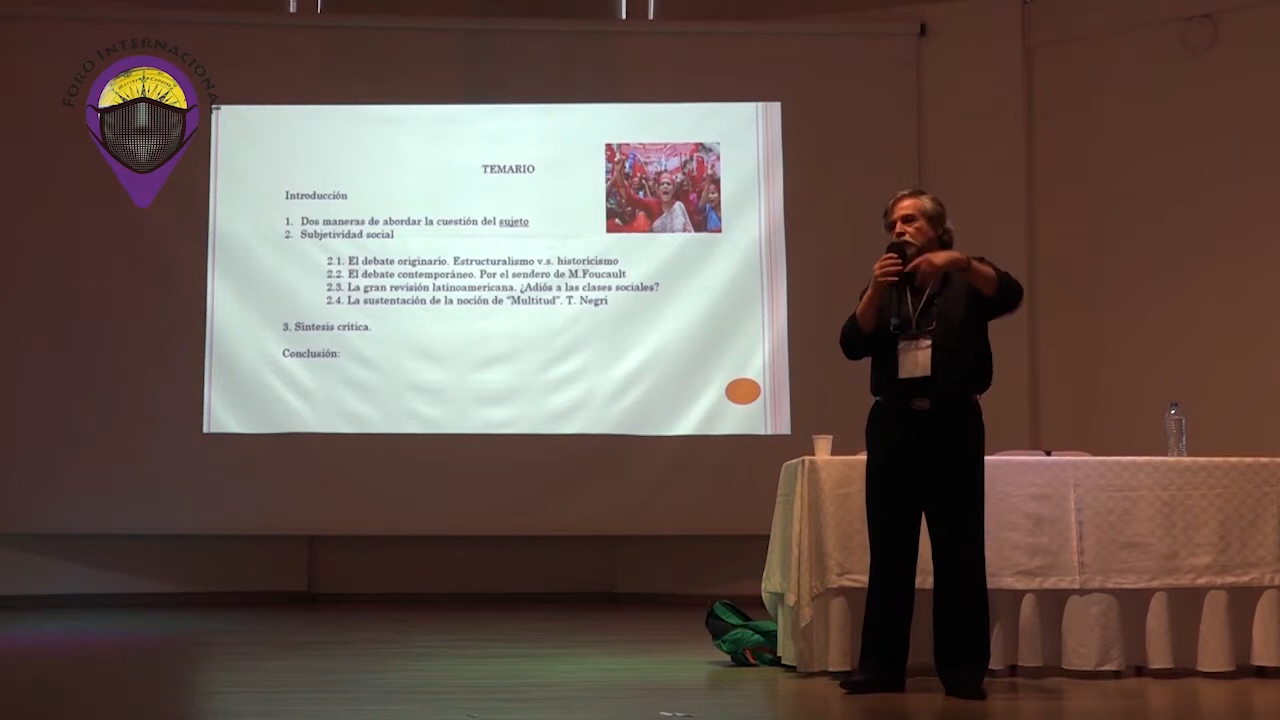 FORO INTERNACIONAL
TEMARIO
Introducción
1. Dos maneras de abordar la cuestión del sujeto
2. Subjetividad social
2.1. El debate originario. Estructuralismo v.s. historicismo
2.2. El debate contemporáneo. Por el sendero de M.Foucault
2.3. La gran revisión latinoamericana. ¿Adiós a las clases sociales?
2.4. La sustentación de la noción de “Multitud”. T. Negri
3. Síntesis crítica.
Conclusión: